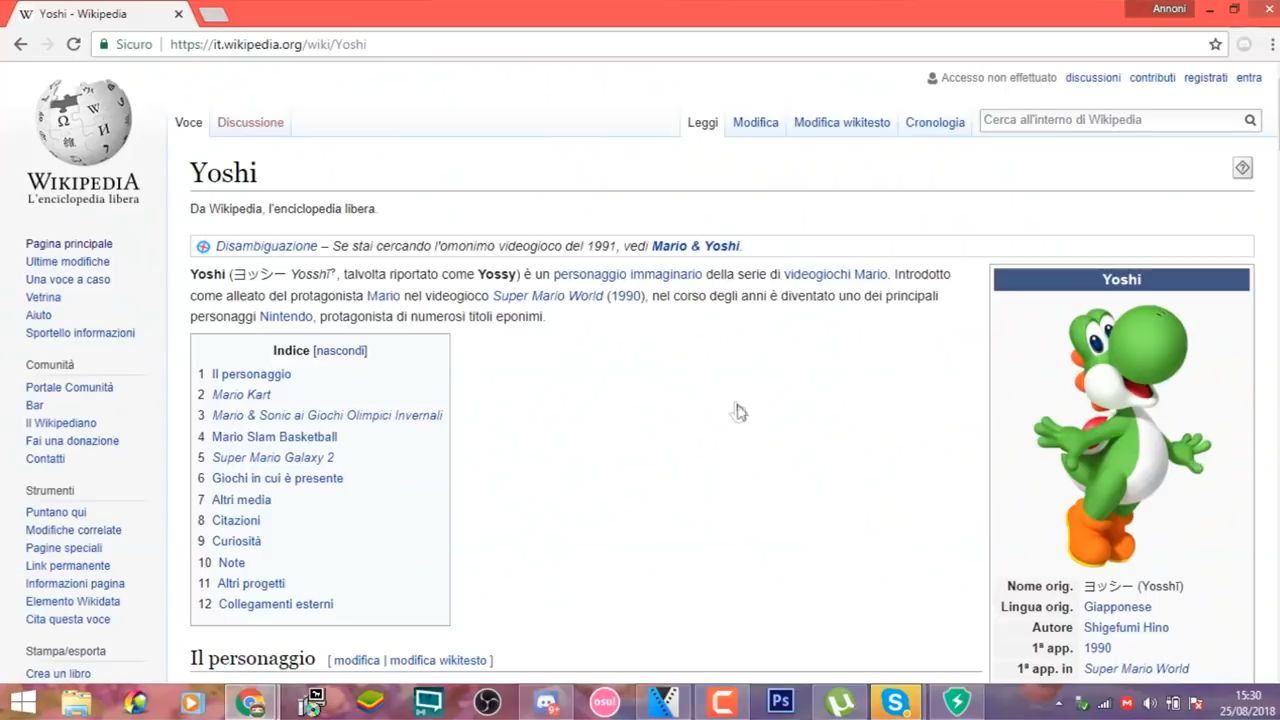 Yoshi - Wikipedia
Annoni
Sicuro
https://it.wikipedia.org/wiki/Yoshi
WIKIPEDIA
L'enciclopedia libera
Accesso non effettuato discussioni contributi registrati entra
Voce Discussione Leggi Modifica Modifica wikitesto Cronologia Cerca all'interno di Wikipedia
Pagina principale
Ultime modifiche
Una voce a caso
Vetrina
Aiuto
Sportello informazioni
Comunità
Portale Comunità
Bar
Il Wikipediano
Fai una donazione
Contatti
Strumenti
Puntano qui
Modifiche correlate
Pagine speciali
Link permanente
Informazioni pagina
Elemento Wikidata
Cita questa voce
Stampa/esporta
Crea un libro
Yoshi
Da Wikipedia, l'enciclopedia libera.
Disambiguazione – Se stai cercando l'omonimo videogioco del 1991, vedi Mario & Yoshi.
Yoshi (ヨッシー Yosshī?, talvolta riportato come Yossy) è un personaggio immaginario della serie di videogiochi Mario. Introdotto
come alleato del protagonista Mario nel videogioco Super Mario World (1990), nel corso degli anni è diventato uno dei principali
personaggi Nintendo, protagonista di numerosi titoli eponimi.
Indice [nascondi]
1 Il personaggio
2 Mario Kart
3 Mario & Sonic ai Giochi Olimpici Invernali
4 Mario Slam Basketball
5 Super Mario Galaxy 2
6 Giochi in cui è presente
7 Altri media
8 Citazioni
9 Curiosità
10 Note
11 Altri progetti
12 Collegamenti esterni
Il personaggio [ modifica | modifica wikitesto ]
Yoshi
Nome orig. ヨッシー (Yosshī)
Lingua orig. Giapponese
Autore Shigefumi Hino
1ª app. 1990
1ª app. in Super Mario World
osu!
Ps
15:30
25/08/2018